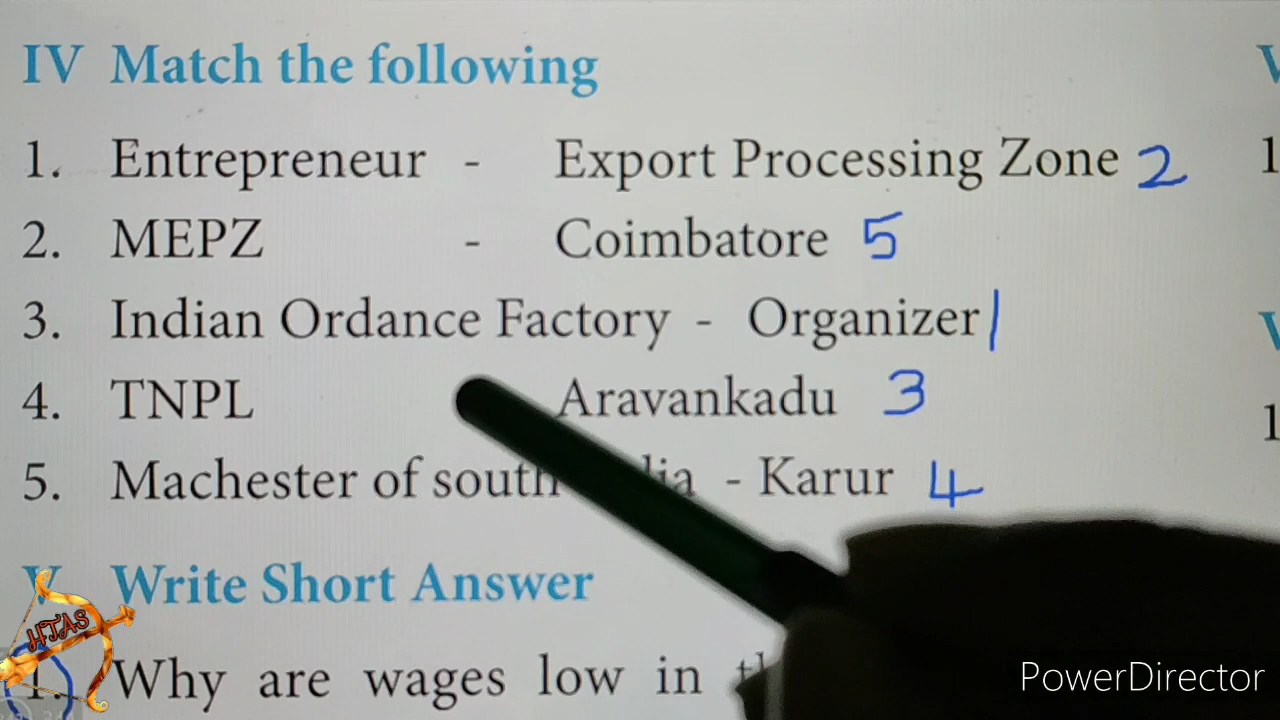 IV Match the following
1. Entrepreneur - Export Processing Zone 2
2. MEPZ - Coimbatore 5
3. Indian Ordance Factory - Organizer 1
4. TNPL Aravankadu 3
5. Machester of south - Karur 4
V Write Short Answer
HTAS
1. Why are wages low in
PowerDirector